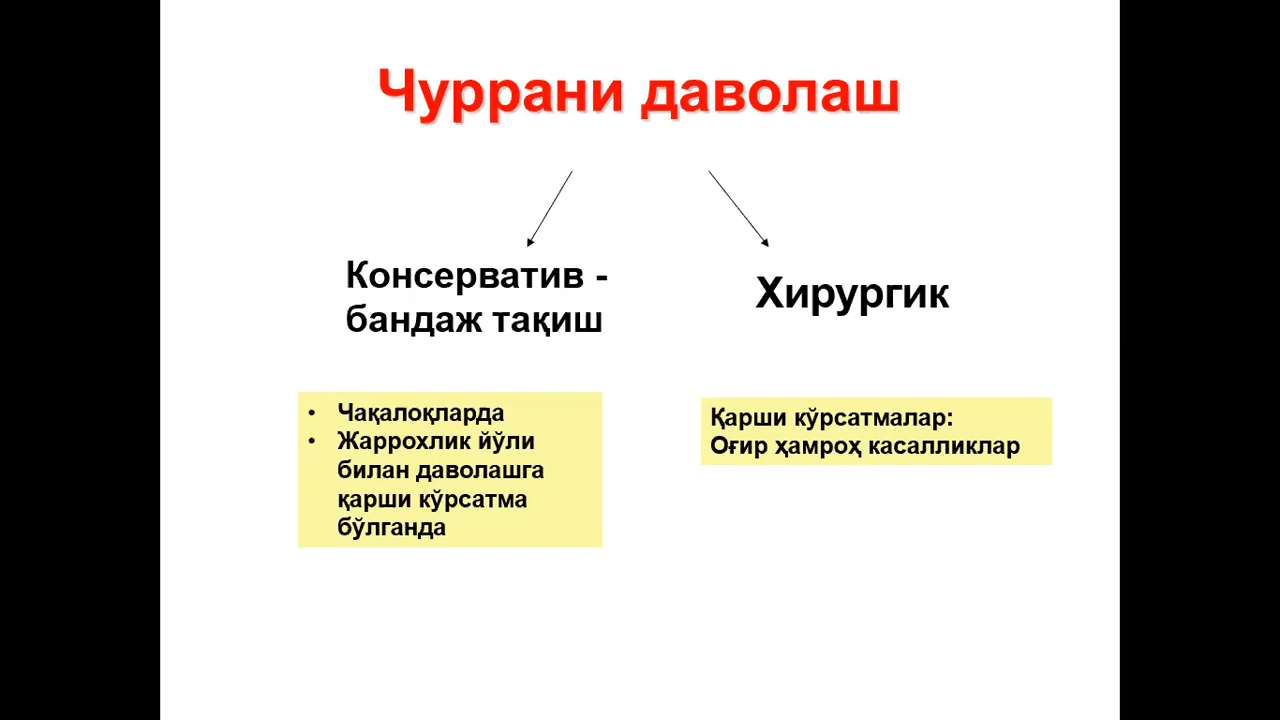 Чуррани даволаш
Консерватив -
бандаж тақиш
Хирургик
• Чақалоқларда
• Жаррохлик йўли
билан даволашга
қарши кўрсатма
бўлганда
Қарши кўрсатмалар:
Оғир ҳамроҳ касалликлар